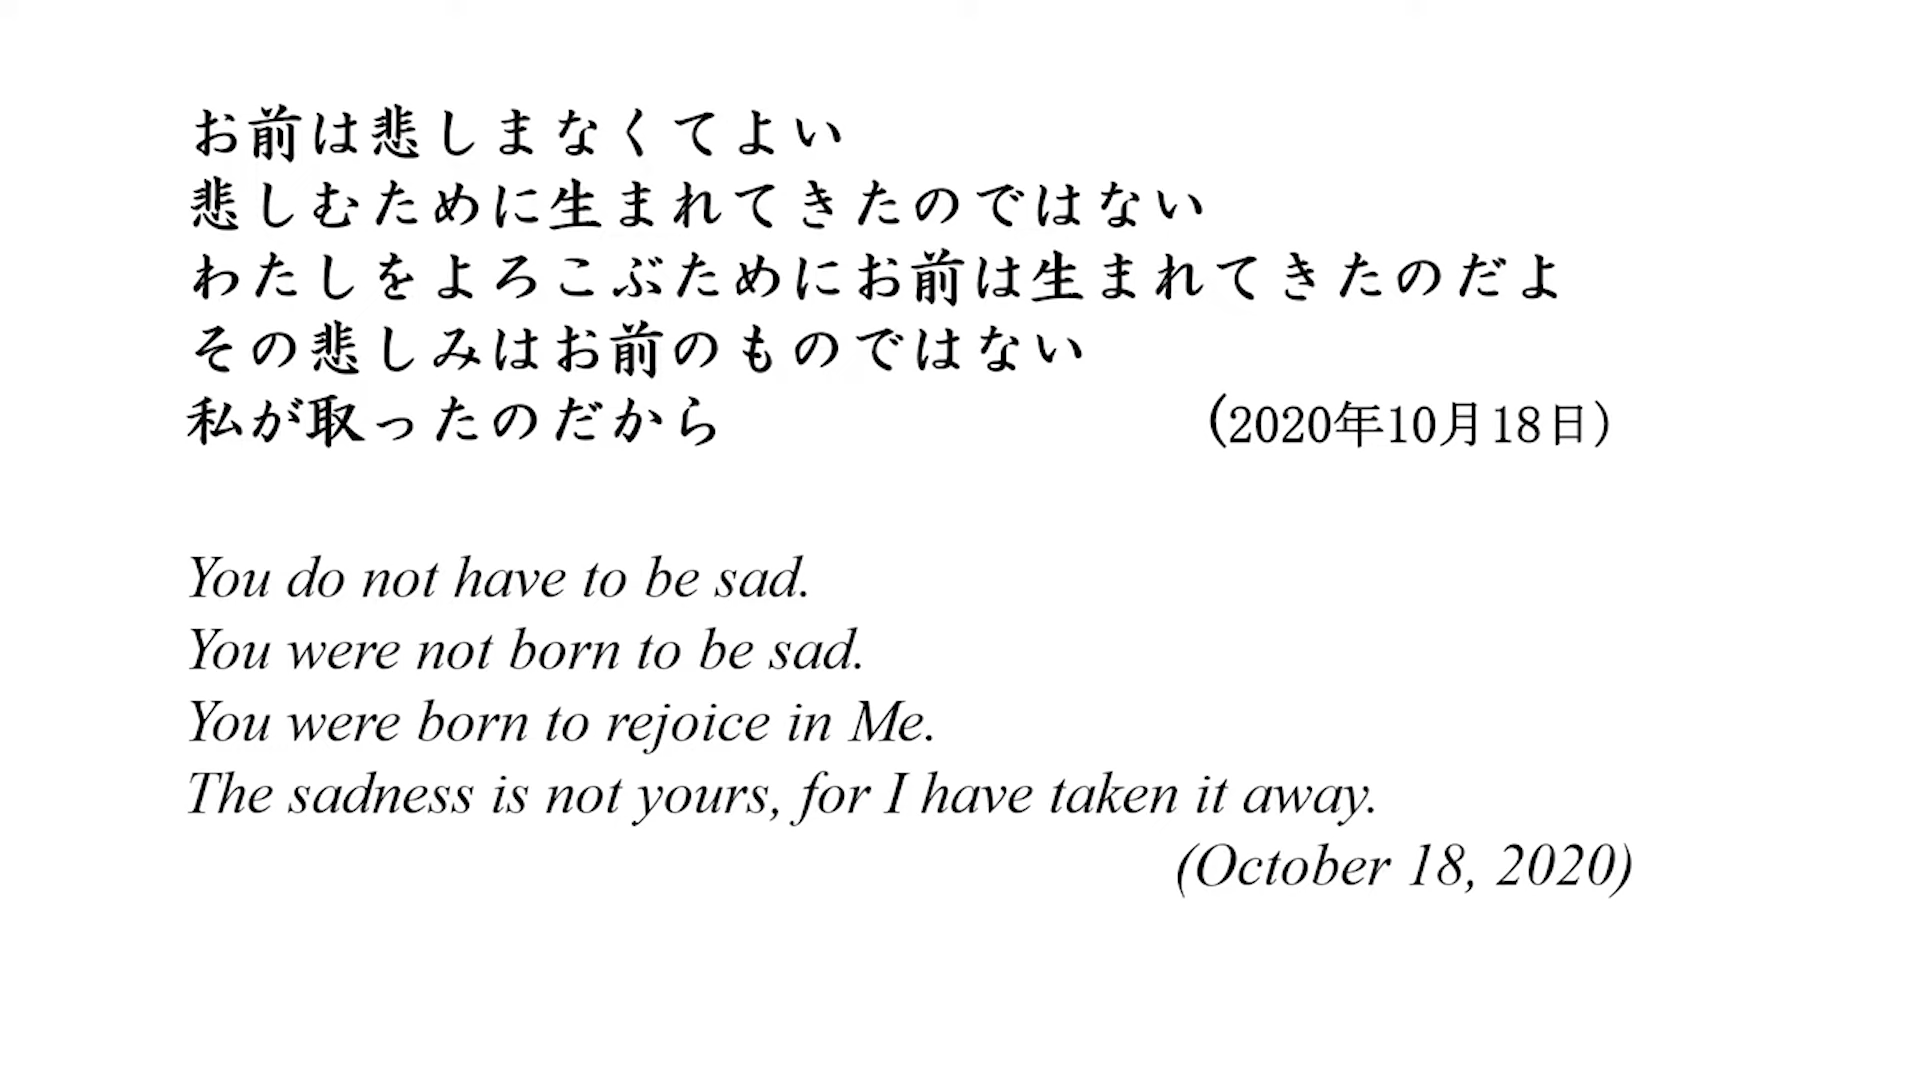 お前は悲しまなくてよい
悲しむために生まれてきたのではない
わたしをよろこぶためにお前は生まれてきたのだよ
その悲しみはお前のものではない
私が取ったのだから (2020年10月18日)
You do not have to be sad.
You were not born to be sad.
You were born to rejoice in Me.
The sadness is not yours, for I have taken it away.
(October 18, 2020)